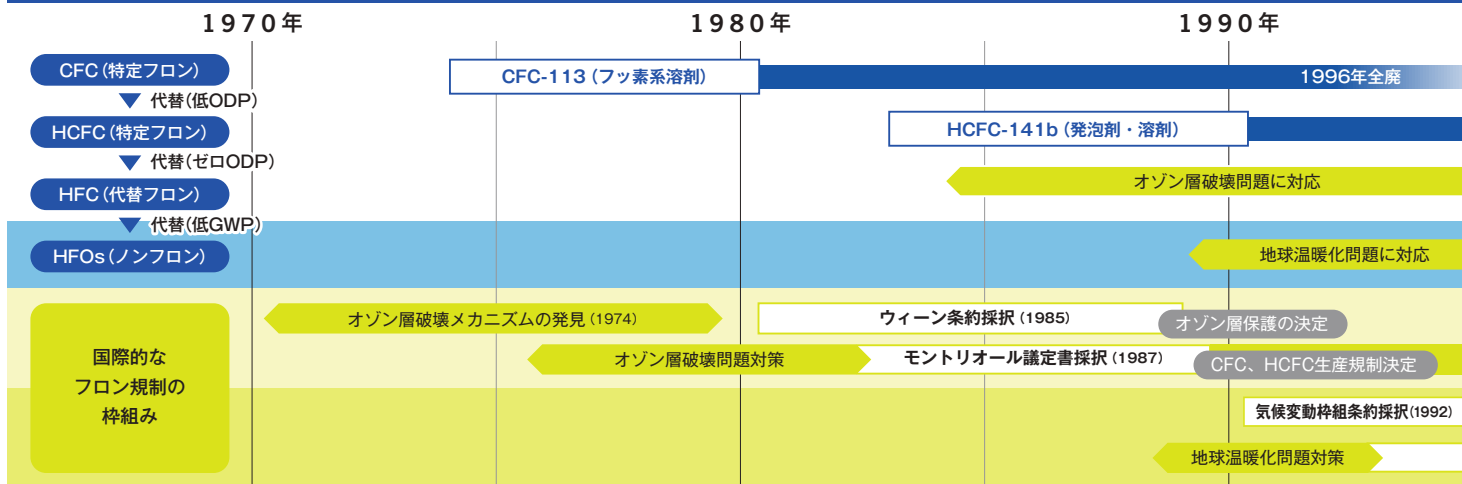 1970年
1980年
1990年
CFC(特定フロン)
CFC-113(フッ素系溶剤)
1996年全廃
代替(低ODP)
HCFC(特定フロン)
HCFC-141b(発泡剤・溶剤)
代替(ゼロODP)
HFC(代替フロン)
オゾン層破壊問題に対応
代替(低GWP)
HFOs(ノンフロン)
地球温暖化問題に対応
国際的な
フロン規制の
枠組み
オゾン層破壊メカニズムの発見(1974)
ウィーン条約採択(1985)
オゾン層保護の決定
オゾン層破壊問題対策
モントリオール議定書採択(1987)
CFC、HCFC生産規制決定
気候変動枠組条約採択(1992)
地球温暖化問題対策